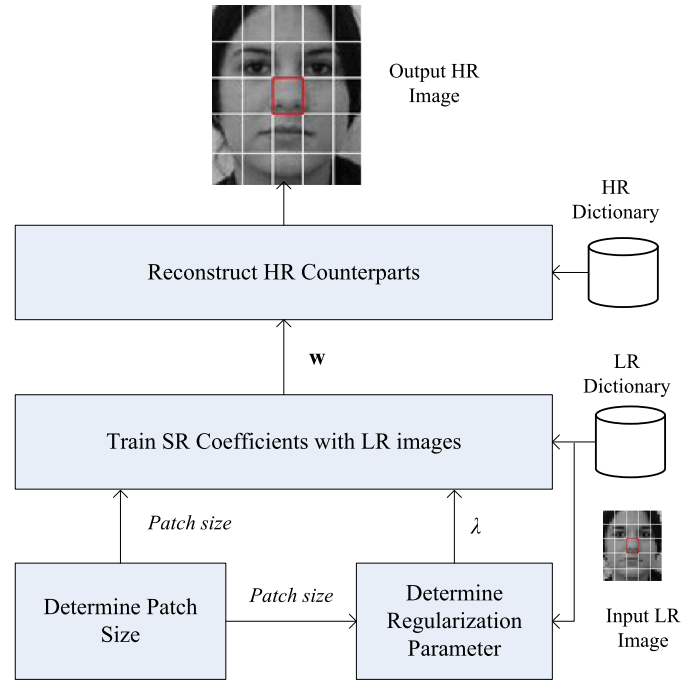 Output HR
Image
HR
Dictionary
Reconstruct HR Counterparts
w
LR
Dictionary
Train SR Coefficients with LR images
Patch size
λ
Determine Patch
Size
Patch size
Determine
Regularization
Parameter
Input LR
Image